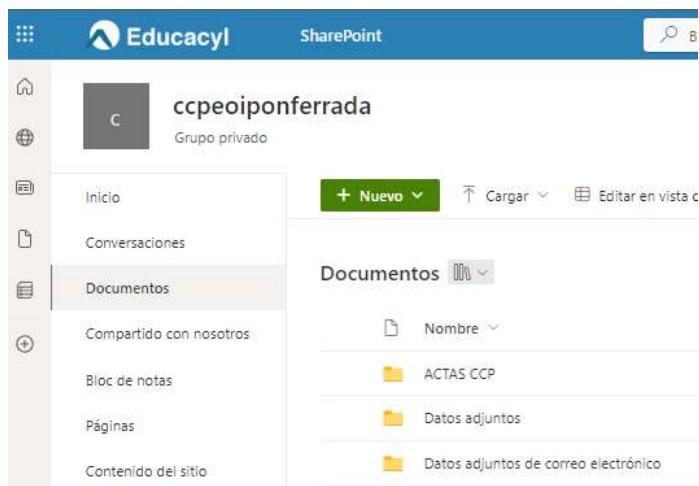 Educacyl
SharePoint
B
C
ccpeoiponferrada
Grupo privado
Inicio
Conversaciones
Documentos
Compartido con nosotros
Bloc de notas
Páginas
Contenido del sitio
+ Nuevo
Cargar
Editar en vista c
Documentos
Nombre
ACTAS CCP
Datos adjuntos
Datos adjuntos de correo electrónico